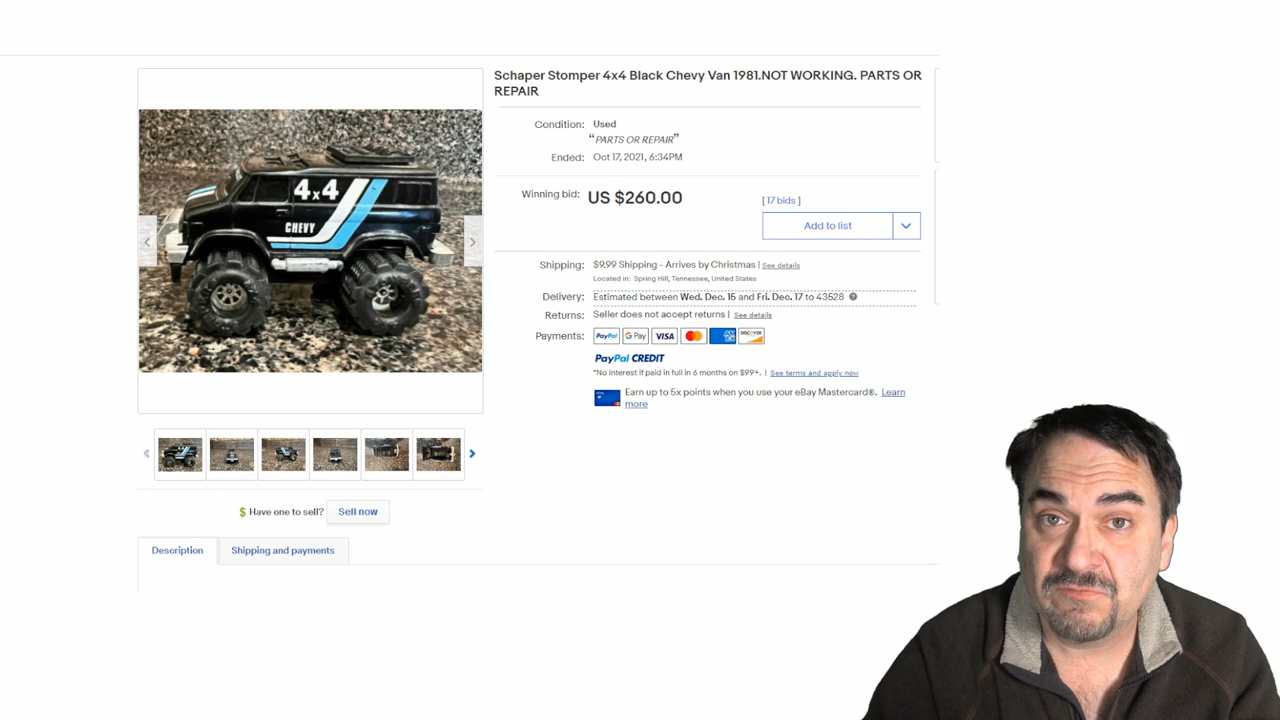 Schaper Stomper 4x4 Black Chevy Van 1981.NOT WORKING. PARTS OR
REPAIR
Condition: Used
“PARTS OR REPAIR”
Ended: Oct 17, 2021, 6:34PM
Winning bid: US $260.00
[ 17 bids ]
Add to list
4x4
CHEVY
Shipping: $9.99 Shipping - Arrives by Christmas | See details
Located in: Spring Hill, Tennessee, United States
Delivery: Estimated between Wed. Dec. 15 and Fri. Dec. 17 to 43528 ?
Returns: Seller does not accept returns | See details
Payments: PayPal G Pay VISA DISCOVER
PayPal CREDIT
*No Interest if paid in full in 6 months on $99+. | See terms and apply now
Earn up to 5x points when you use your eBay Mastercard®. Learn
more
$ Have one to sell? Sell now
Description Shipping and payments